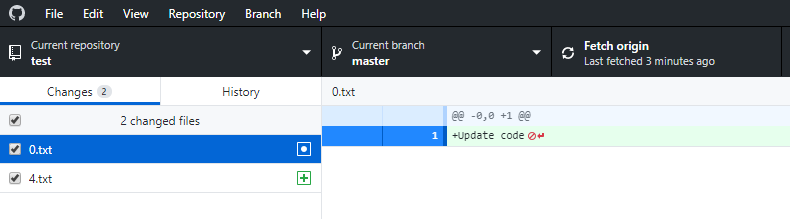 File Edit View Repository Branch Help
Current repository
test
Current branch
master
Fetch origin
Last fetched 3 minutes ago
Changes 2
History
2 changed files
0.txt
4.txt
0.txt
@@ -0,0 +1 @@
1 +Update code